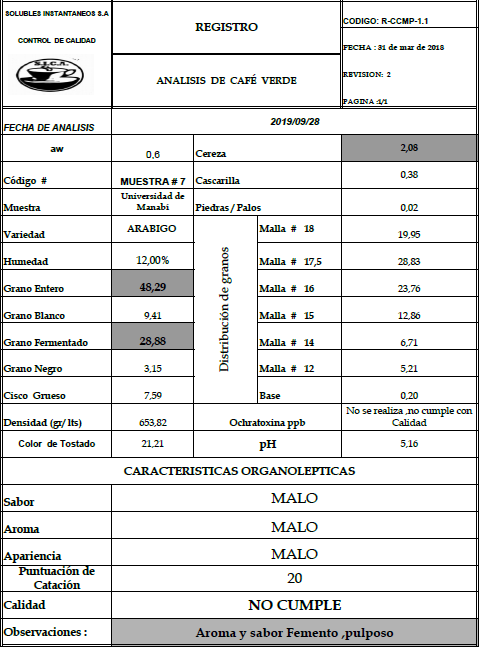 SOLUBLES INSTANTANEOS S.A
CONTROL DE CALIDAD
S.I.C.A.
REGISTRO
ANALISIS DE CAFÉ VERDE
CODIGO: R-CCMP-1.1
FECHA : 31 de mar de 2018
REVISION: 2
PAGINA :1/1
FECHA DE ANALISIS 2019/09/28
aw 0,6 Cereza 2,08
Código # MUESTRA # 7 Cascarilla 0,38
Muestra Universidad de Manabí Piedras / Palos 0,02
Distribución de granos
Variedad ARABIGO Malla # 18 19,95
Humedad 12,00% Malla # 17,5 28,83
Grano Entero 48,29 Malla # 16 23,76
Grano Blanco 9,41 Malla # 15 12,86
Grano Fermentado 28,88 Malla # 14 6,71
Grano Negro 3,15 Malla # 12 5,21
Cisco Grueso 7,59 Base 0,20
Densidad (gr/ lts) 653,82 Ochratoxina ppb No se realiza ,no cumple con Calidad
Color de Tostado 21,21 pH 5,16
CARACTERISTICAS ORGANOLEPTICAS
Sabor MALO
Aroma MALO
Apariencia MALO
Puntuación de Catación 20
Calidad NO CUMPLE
Observaciones : Aroma y sabor Femento ,pulposo